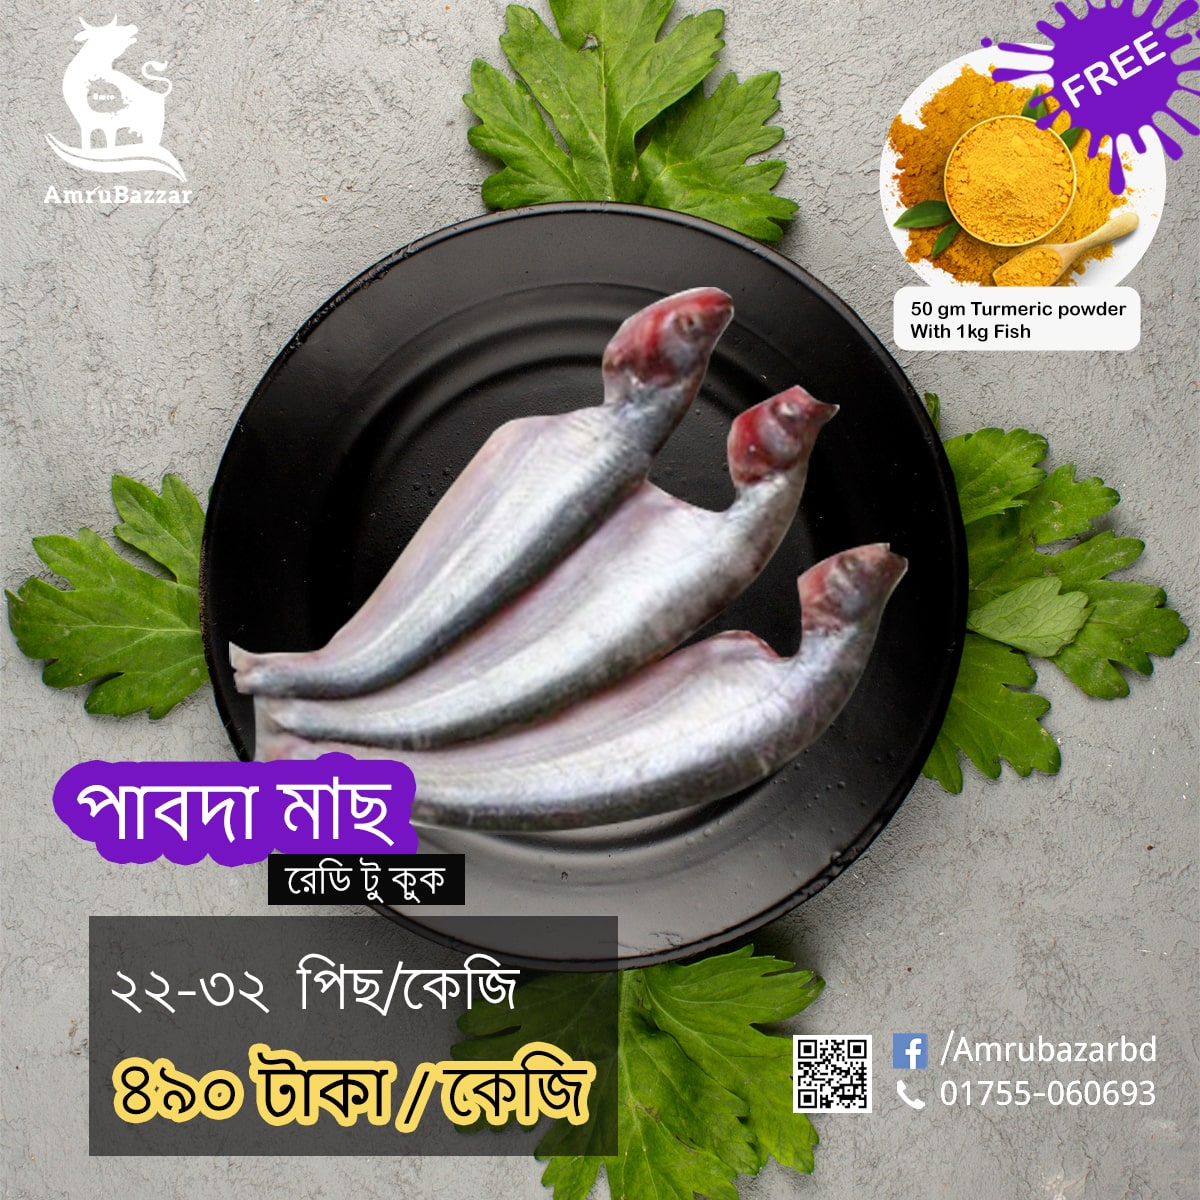 AmruBazzar
FREE
50 gm Turmeric powder
With 1kg Fish
পাবদা মাছ
রেডি টু কুক
২২-৩২ পিছ/কেজি
৪৯০ টাকা / কেজি
/Amrubazarbd
01755-060693